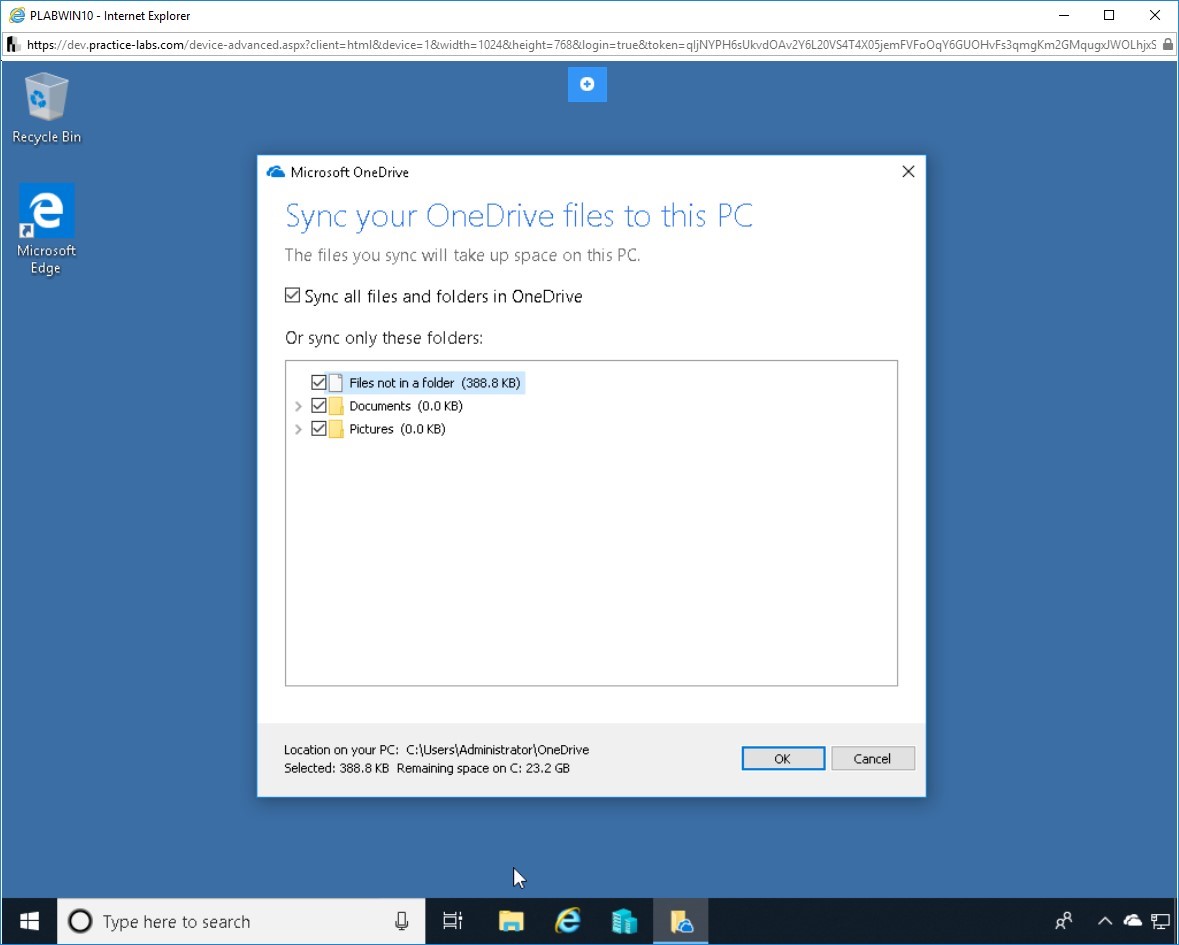 PLABWIN10 - Internet Explorer
https://dev.practice-labs.com/device-advanced.aspx?client=html&device=1&width=1024&height=768&login=true&token=
Recycle Bin
Microsoft
Edge
Microsoft OneDrive
Sync your OneDrive files to this PC
The files you sync will take up space on this PC.
Sync all files and folders in OneDrive
Or sync only these folders:
Files not in a folder (388.8 KB)
Documents (0.0 KB)
Pictures (0.0 KB)
Location on your PC: C:\Users\Administrator\OneDrive
Selected: 388.8 KB Remaining space on C: 23.2 GB
OK
Cancel
Type here to search